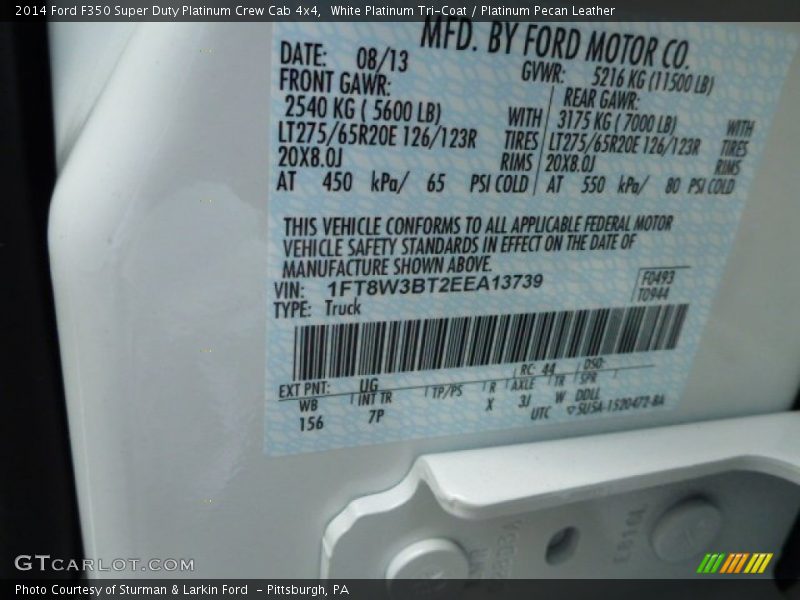 2014 Ford F350 Super Duty Platinum Crew Cab 4x4, White Platinum Tri-Coat / Platinum Pecan Leather
MFD. BY FORD MOTOR CO.
DATE: 08/13 GVWR: 5216 KG (11500 LB)
FRONT GAWR: REAR GAWR:
2540 KG ( 5600 LB) WITH 3175 KG ( 7000 LB) WITH
LT275/65R20E 126/123R TIRES LT275/65R20E 126/123R TIRES
20X8.0J RIMS 20X8.0J RIMS
AT 450 kPa/ 65 PSI COLD AT 550 kPa/ 80 PSI COLD
THIS VEHICLE CONFORMS TO ALL APPLICABLE FEDERAL MOTOR
VEHICLE SAFETY STANDARDS IN EFFECT ON THE DATE OF
MANUFACTURE SHOWN ABOVE.
VIN: 1FT8W3BT2EEA13739 F0493
TYPE: Truck T0944
EXT PNT: UG RC: 44 DSO:
WB INT TR TP/PS R AXLE TR SPR
156 7P X 3J W DDLL
UTC ▽SU5A-1520472-BA
GTCARLOT.COM
Photo Courtesy of Sturman & Larkin Ford - Pittsburgh, PA